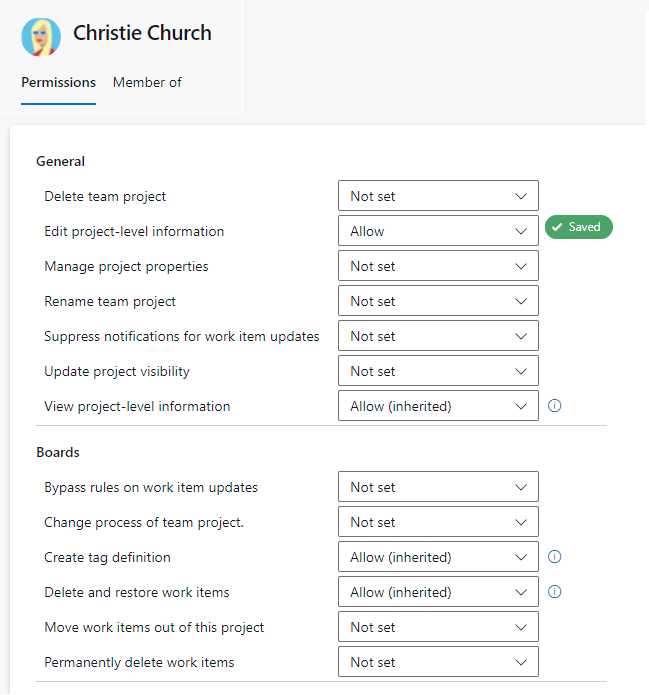 Christie Church
Permissions Member of
General
Delete team project Not set
Edit project-level information Allow Saved
Manage project properties Not set
Rename team project Not set
Suppress notifications for work item updates Not set
Update project visibility Not set
View project-level information Allow (inherited)
Boards
Bypass rules on work item updates Not set
Change process of team project. Not set
Create tag definition Allow (inherited)
Delete and restore work items Allow (inherited)
Move work items out of this project Not set
Permanently delete work items Not set